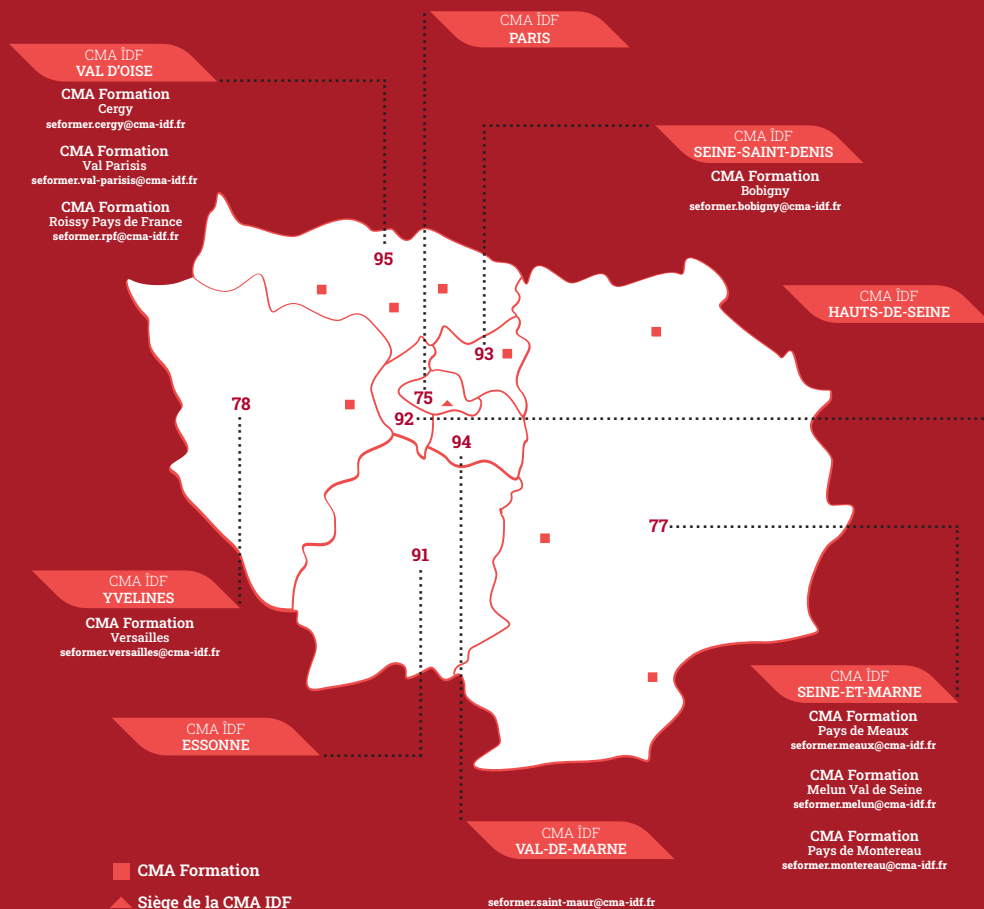 CMA ÎDF
PARIS
CMA ÎDF
VAL D'OISE
CMA Formation
Cergy
seformer.cergy@cma-idf.fr
CMA Formation
Val Parisis
seformer.val-parisis@cma-idf.fr
CMA Formation
Roissy Pays de France
seformer.rpf@cma-idf.fr
CMA ÎDF
SEINE-SAINT-DENIS
CMA Formation
Bobigny
seformer.bobigny@cma-idf.fr
CMA ÎDF
HAUTS-DE-SEINE
95
93
75
92
94
78
77
91
CMA ÎDF
YVELINES
CMA Formation
Versailles
seformer.versailles@cma-idf.fr
CMA ÎDF
ESSONNE
CMA ÎDF
SEINE-ET-MARNE
CMA Formation
Pays de Meaux
seformer.meaux@cma-idf.fr
CMA Formation
Melun Val de Seine
seformer.melun@cma-idf.fr
CMA Formation
Pays de Montereau
seformer.montereau@cma-idf.fr
CMA ÎDF
VAL-DE-MARNE
seformer.saint-maur@cma-idf.fr
CMA Formation
Siège de la CMA IDF